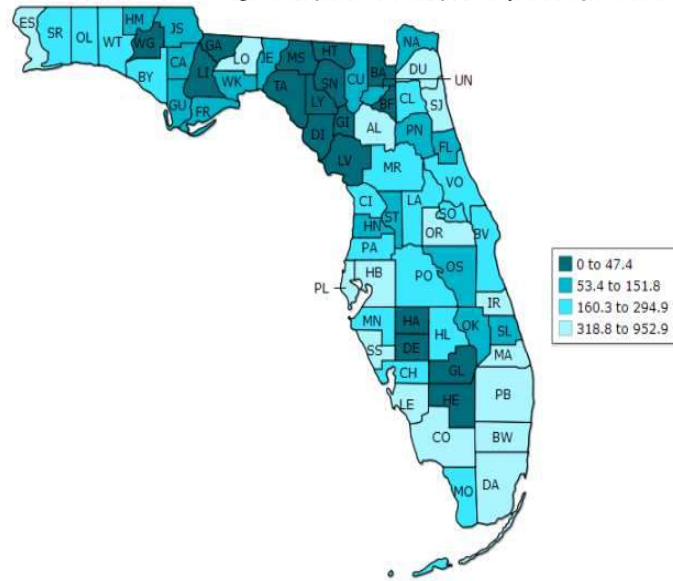 ES
SR
OL
WT
HM
WG
JS
BY
CA
GU
LI
GA
FR
LO
WK
JE
MS
TA
HT
SN
LY
DI
LV
GI
CU
BA
NA
DU
UN
CL
SJ
AL
PN
FL
MR
VO
CI
ST
LA
SO
HN
OR
BV
PA
PL
HB
PO
OS
IR
MN
HA
HL
OK
SL
SS
DE
MA
CH
GL
LE
HE
PB
CO
BW
MO
DA
0 to 47.4
53.4 to 151.8
160.3 to 294.9
318.8 to 952.9